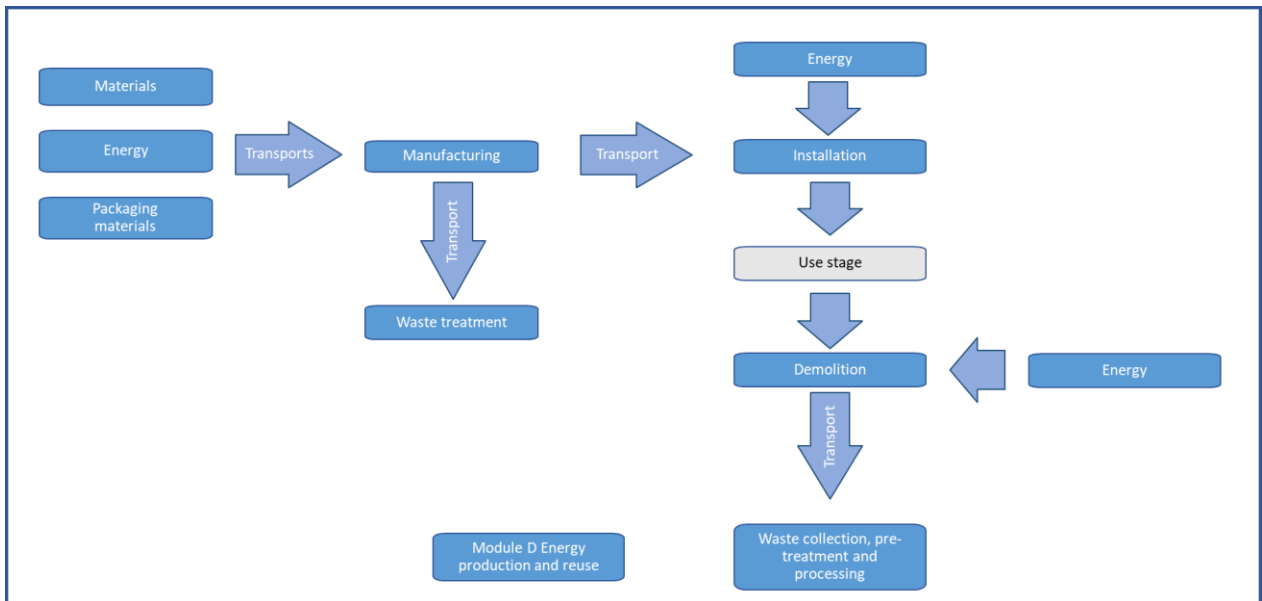 Materials
Energy
Packaging
materials
Transports
Manufacturing
Transport
Waste treatment
Transport
Energy
Installation
Use stage
Demolition
Energy
Transport
Waste collection, pre-
treatment and
processing
Module D Energy
production and reuse